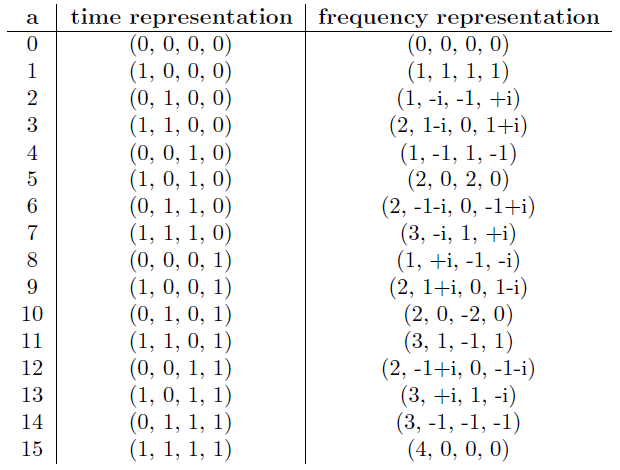 a time representation frequency representation
0 (0, 0, 0, 0) (0, 0, 0, 0)
1 (1, 0, 0, 0) (1, 1, 1, 1)
2 (0, 1, 0, 0) (1, -i, -1, +i)
3 (1, 1, 0, 0) (2, 1-i, 0, 1+i)
4 (0, 0, 1, 0) (1, -1, 1, -1)
5 (1, 0, 1, 0) (2, 0, 2, 0)
6 (0, 1, 1, 0) (2, -1-i, 0, -1+i)
7 (1, 1, 1, 0) (3, -i, 1, +i)
8 (0, 0, 0, 1) (1, +i, -1, -i)
9 (1, 0, 0, 1) (2, 1+i, 0, 1-i)
10 (0, 1, 0, 1) (2, 0, -2, 0)
11 (1, 1, 0, 1) (3, 1, -1, 1)
12 (0, 0, 1, 1) (2, -1+i, 0, -1-i)
13 (1, 0, 1, 1) (3, +i, 1, -i)
14 (0, 1, 1, 1) (3, -1, -1, -1)
15 (1, 1, 1, 1) (4, 0, 0, 0)